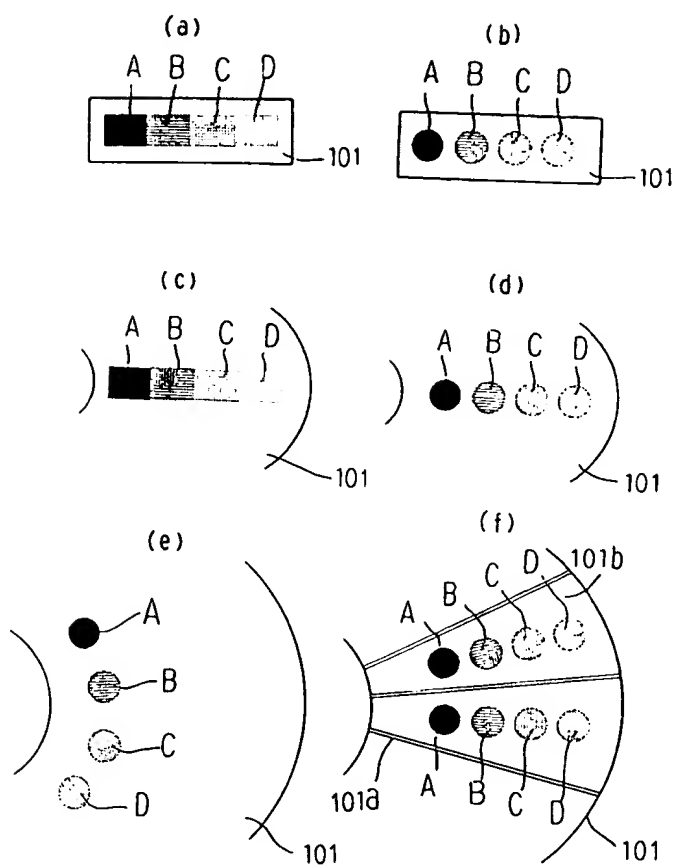 (a)
A B C D
101
(b)
A B C D
101
(c)
A B C D
101
(d)
A B C D
101
(e)
A
B
C
D
101
(f)
A B C D 101b
101a A B C D
101